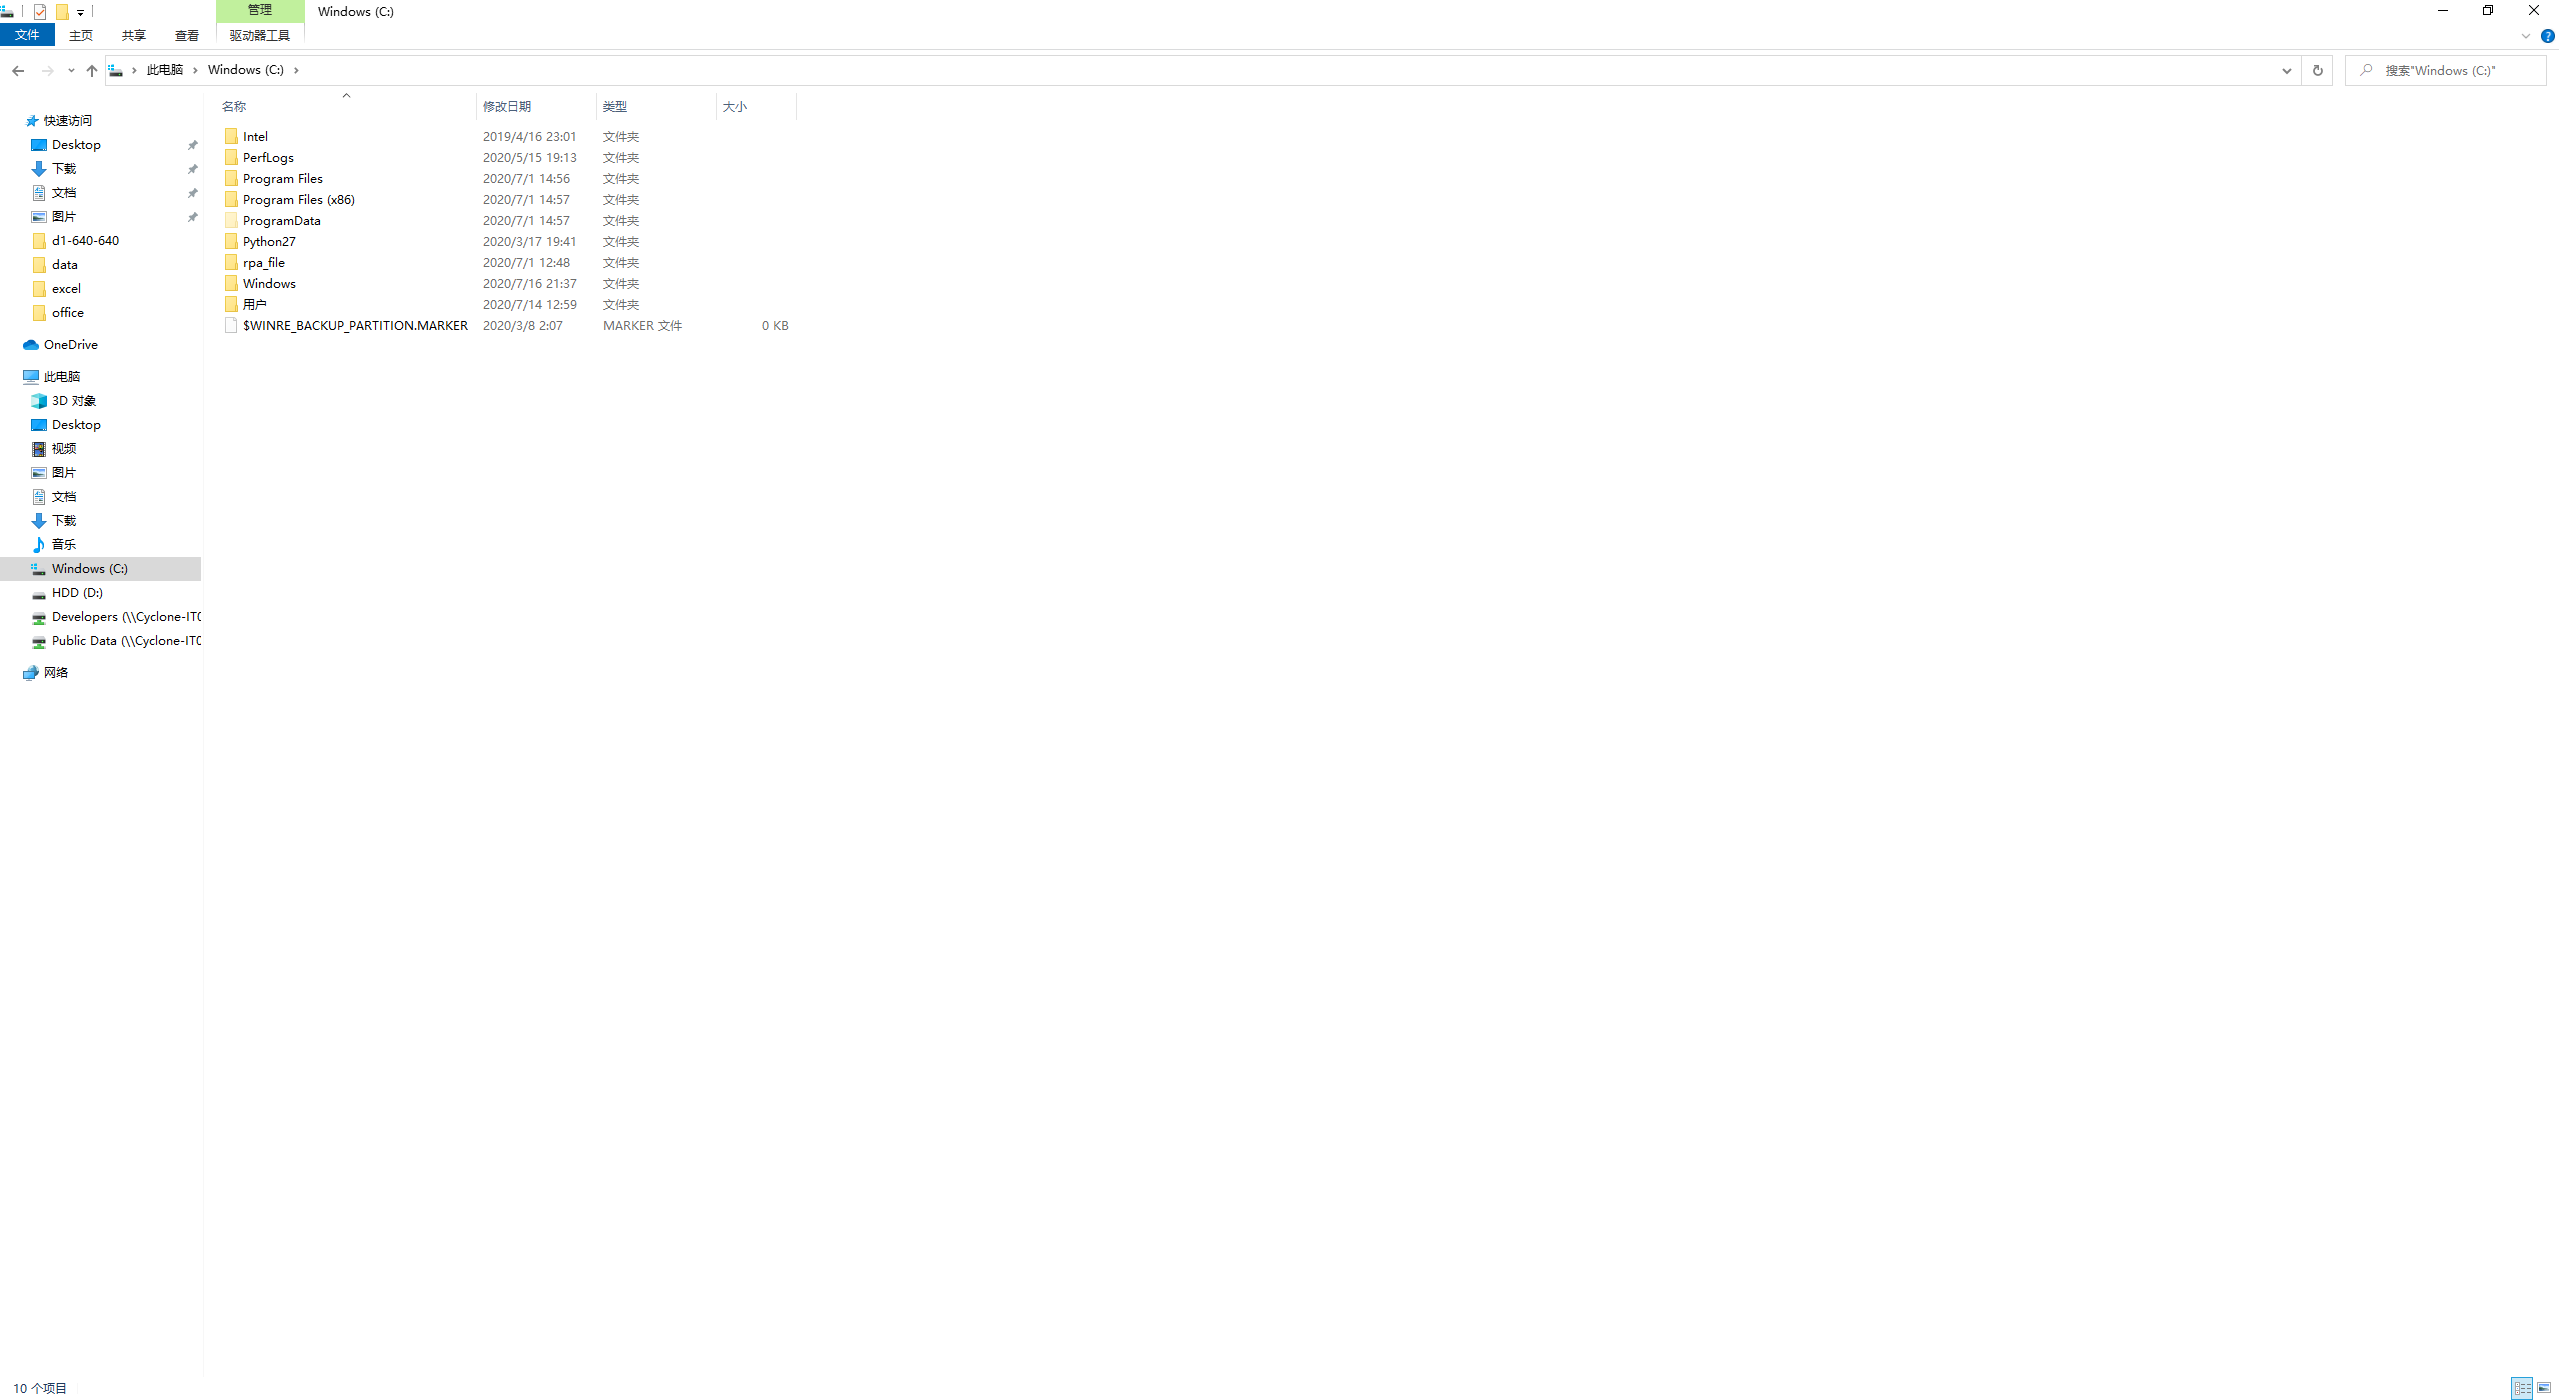 管理 Windows (C:)
文件 主页 共享 查看 驱动器工具
此电脑 Windows (C:) 搜索"Windows (C:)"
名称 修改日期 类型 大小
快速访问
Desktop
下载
文档
图片
d1-640-640
data
excel
office
OneDrive
此电脑
3D 对象
Desktop
视频
图片
文档
下载
音乐
Windows (C:)
HDD (D:)
Developers (\\Cyclone-IT0
Public Data (\\Cyclone-IT0
网络
Intel 2019/4/16 23:01 文件夹
PerfLogs 2020/5/15 19:13 文件夹
Program Files 2020/7/1 14:56 文件夹
Program Files (x86) 2020/7/1 14:57 文件夹
ProgramData 2020/7/1 14:57 文件夹
Python27 2020/3/17 19:41 文件夹
rpa_file 2020/7/1 12:48 文件夹
Windows 2020/7/16 21:37 文件夹
用户 2020/7/14 12:59 文件夹
$WINRE_BACKUP_PARTITION.MARKER 2020/3/8 2:07 MARKER 文件 0 KB
10 个项目